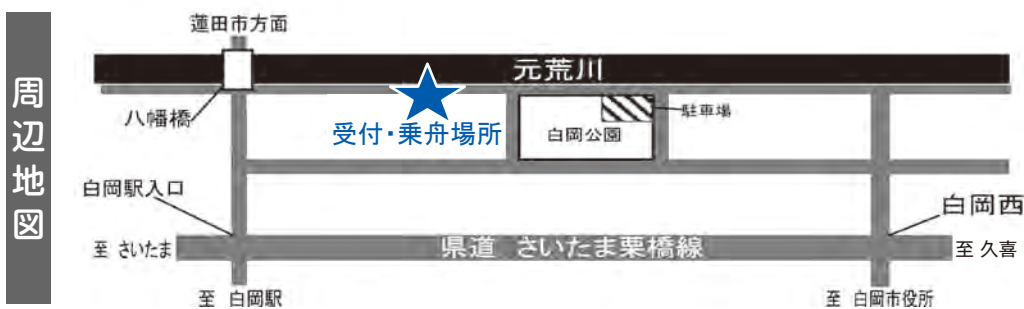 周辺地図
蓮田市方面
元荒川
八幡橋
受付・乗舟場所
駐車場
白岡公園
白岡駅入口
白岡西
至 さいたま
県道 さいたま栗橋線
至 久喜
至 白岡駅
至 白岡市役所